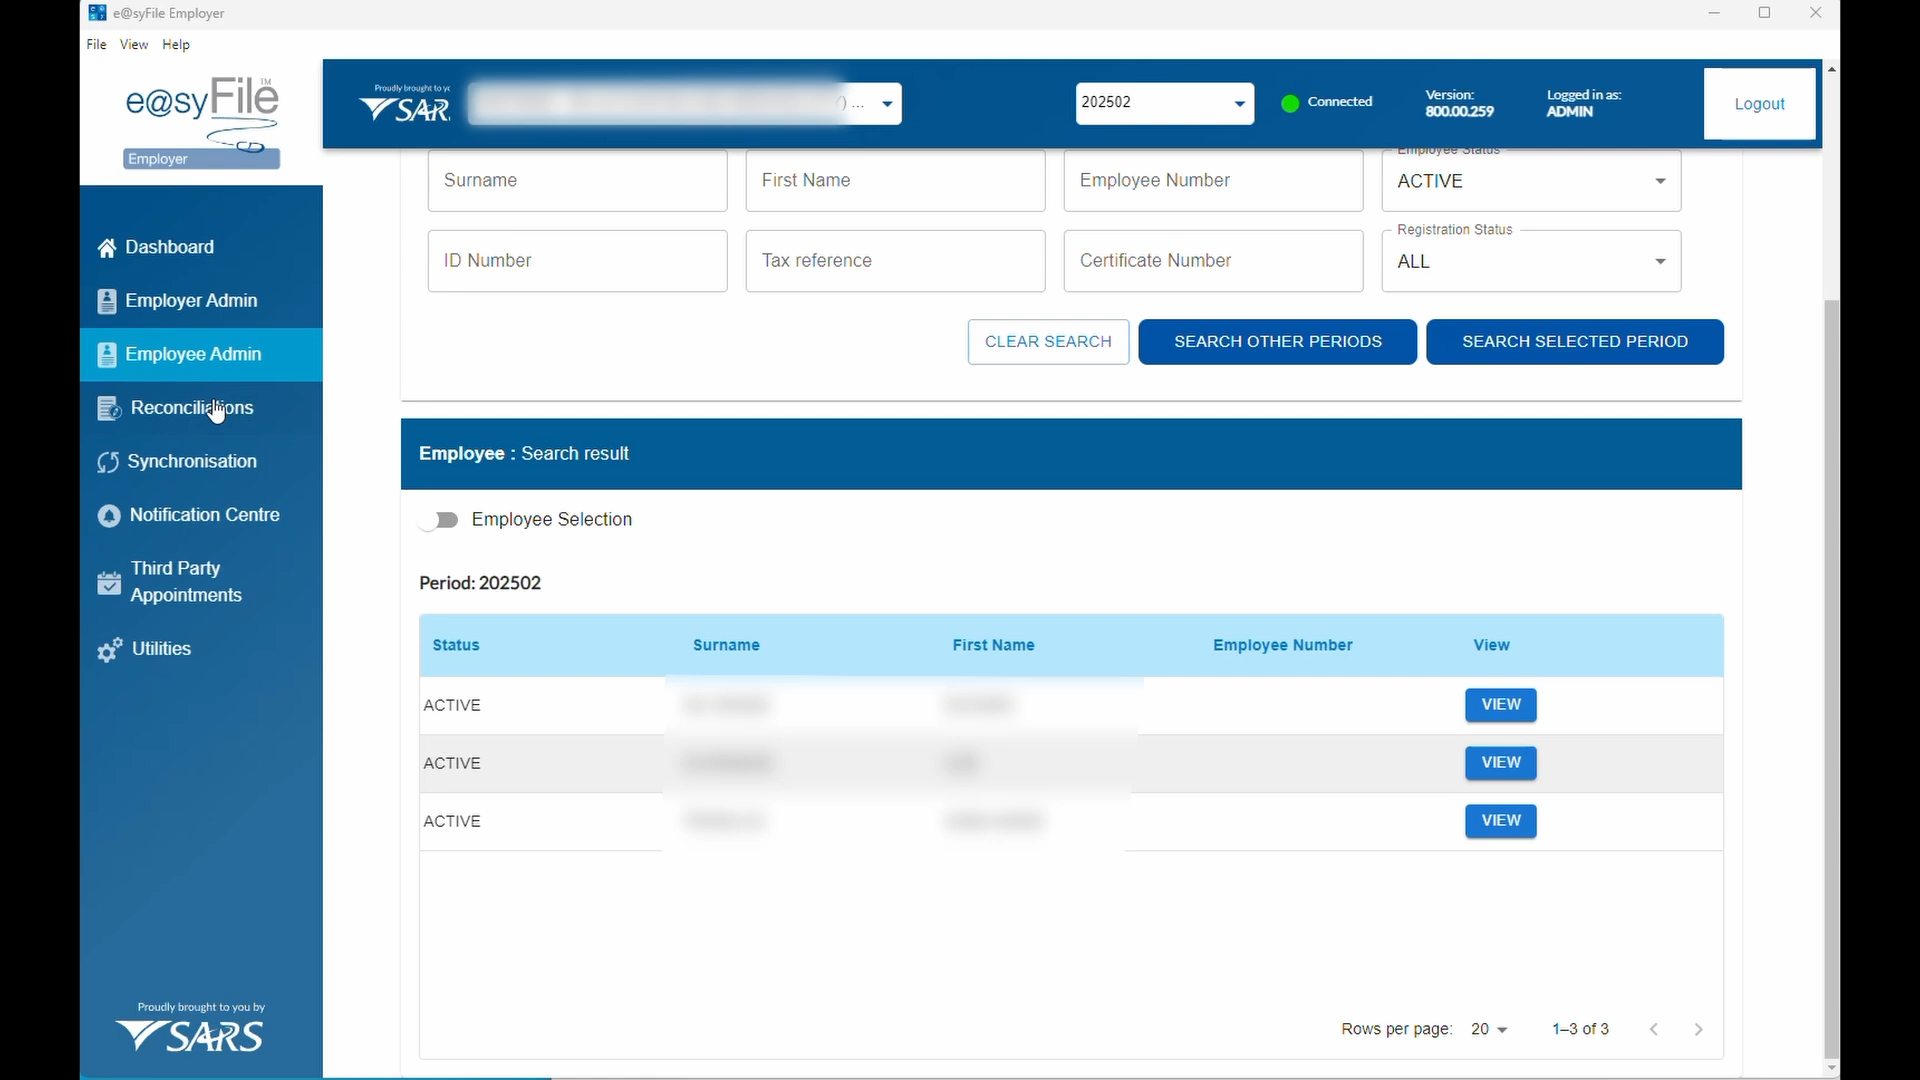 e@syFile Employer
File View Help
e@syFile™
Employer
Proudly brought to yo
SAR
) ...
202502
Connected
Version:
800.00.259
Logged in as:
ADMIN
Logout
Dashboard
Employer Admin
Employee Admin
Reconciliations
Synchronisation
Notification Centre
Third Party
Appointments
Utilities
Proudly brought to you by
SARS
Surname
First Name
Employee Number
Employee Status
ACTIVE
ID Number
Tax reference
Certificate Number
Registration Status
ALL
CLEAR SEARCH
SEARCH OTHER PERIODS
SEARCH SELECTED PERIOD
Employee : Search result
Employee Selection
Period: 202502
Status Surname First Name Employee Number View
ACTIVE VIEW
ACTIVE VIEW
ACTIVE VIEW
Rows per page: 20 1–3 of 3